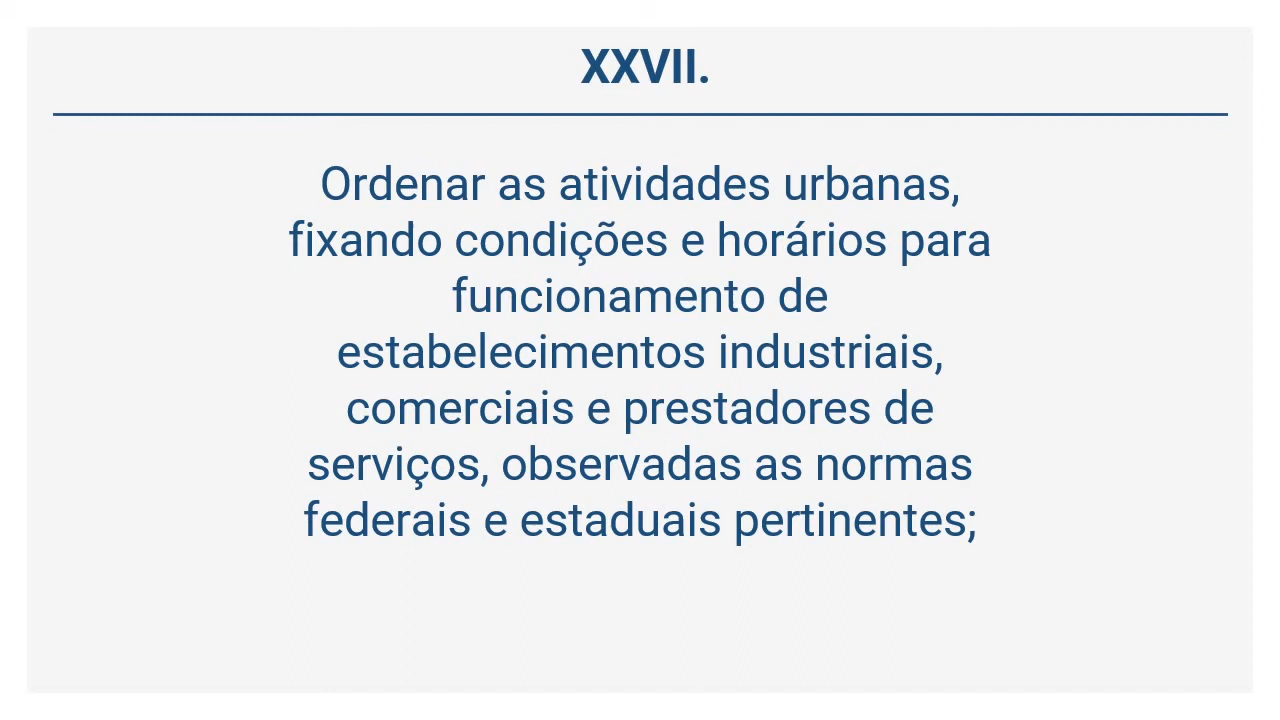 XXVII.
Ordenar as atividades urbanas,
fixando condições e horários para
funcionamento de
estabelecimentos industriais,
comerciais e prestadores de
serviços, observadas as normas
federais e estaduais pertinentes;